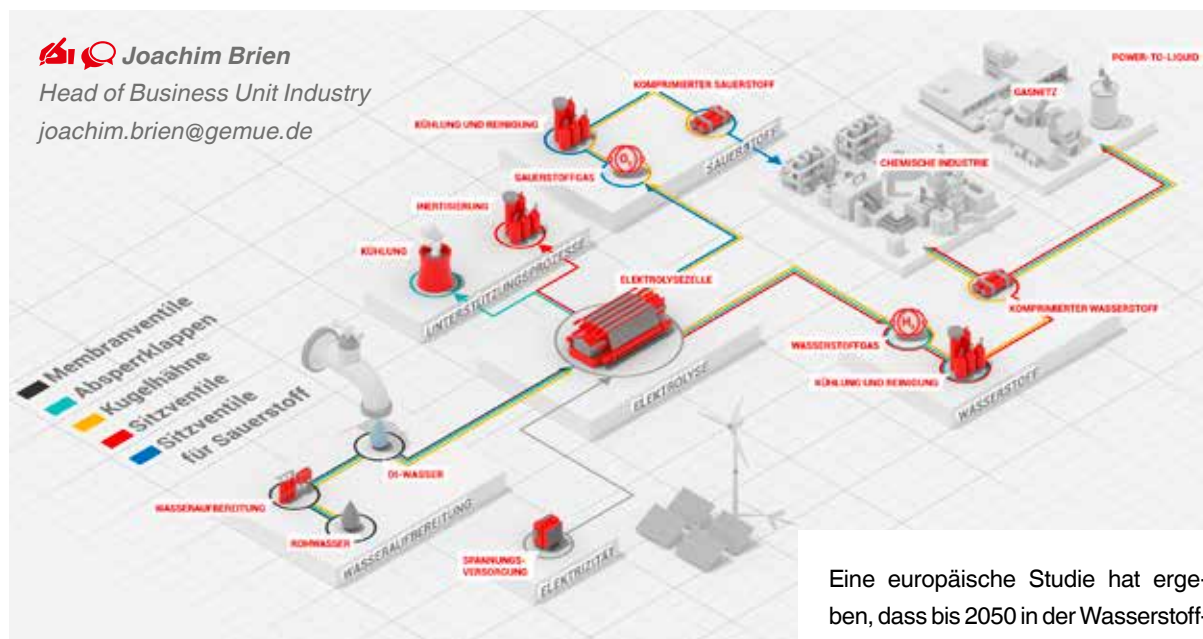 Joachim Brien
Head of Business Unit Industry
joachim.brien@gemue.de
POWER-TO-LIQUID
GASNETZ
KOMPRIMIERTER SAUERSTOFF
KÜHLUNG UND REINIGUNG
SAUERSTOFF
SAUERSTOFFGAS
O₂
CHEMISCHE INDUSTRIE
INERTISIERUNG
KÜHLUNG
UNTERSTÜTZUNGSPROZESSE
ELEKTROLYSEZELLE
KOMPRIMIERTER WASSERSTOFF
WASSERSTOFFGAS
H₂
KÜHLUNG UND REINIGUNG
WASSERSTOFF
ELEKTROLYSE
Membranventile
Absperrklappen
Kugelhähne
Sitzventile
Sitzventile
für Sauerstoff
DI-WASSER
WASSERAUFBEREITUNG
ROHWASSER
WASSERAUFBEREITUNG
SPANNUNGS-
VERSORGUNG
ELEKTRIZITÄT
Eine europäische Studie hat erge-
ben, dass bis 2050 in der Wasserstoff-